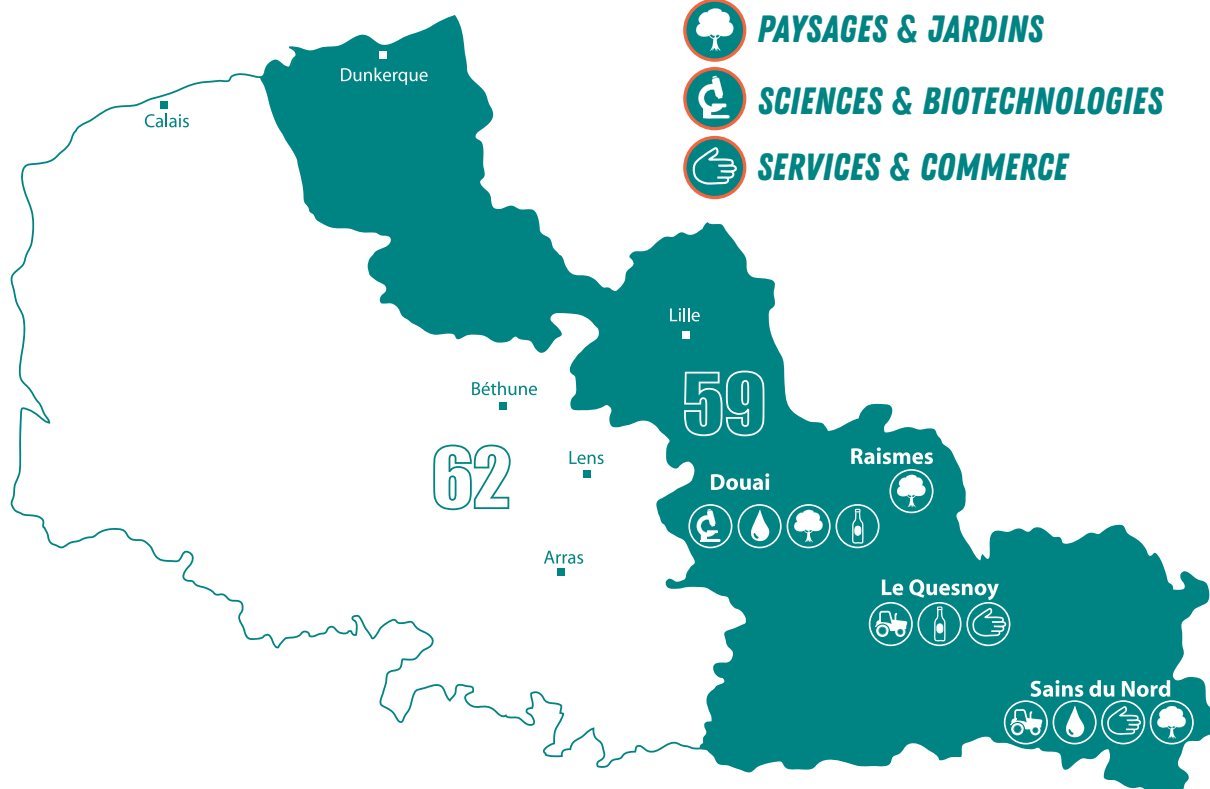 PAYSAGES & JARDINS
Dunkerque
SCIENCES & BIOTECHNOLOGIES
Calais
SERVICES & COMMERCE
Lille
Béthune
59
62
Lens
Raismes
Douai
Arras
Le Quesnoy
Sains du Nord